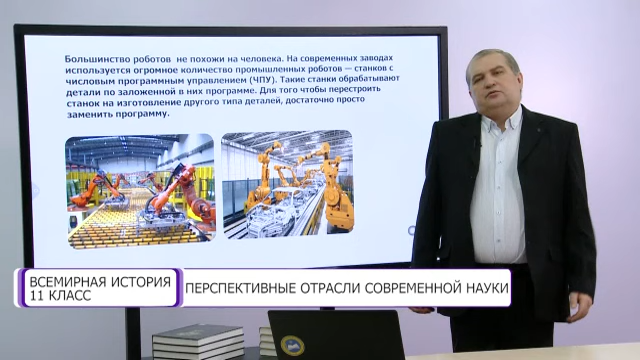 Большинство роботов не похожи на человека. На современных заводах
используется огромное количество промышленных роботов — станков с
числовым программным управлением (ЧПУ). Такие станки обрабатывают
детали по заложенной в них программе. Для того чтобы перестроить
станок на изготовление другого типа деталей, достаточно просто
заменить программу.
ВСЕМИРНАЯ ИСТОРИЯ
11 КЛАСС
ПЕРСПЕКТИВНЫЕ ОТРАСЛИ СОВРЕМЕННОЙ НАУКИ